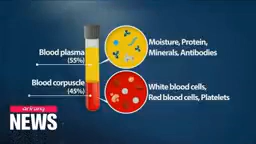 Blood plasma
(55%)
Moisture, Protein,
Minerals, Antibodies
Blood corpuscle
(45%)
White blood cells,
Red blood cells, Platelets
arirang
NEWS